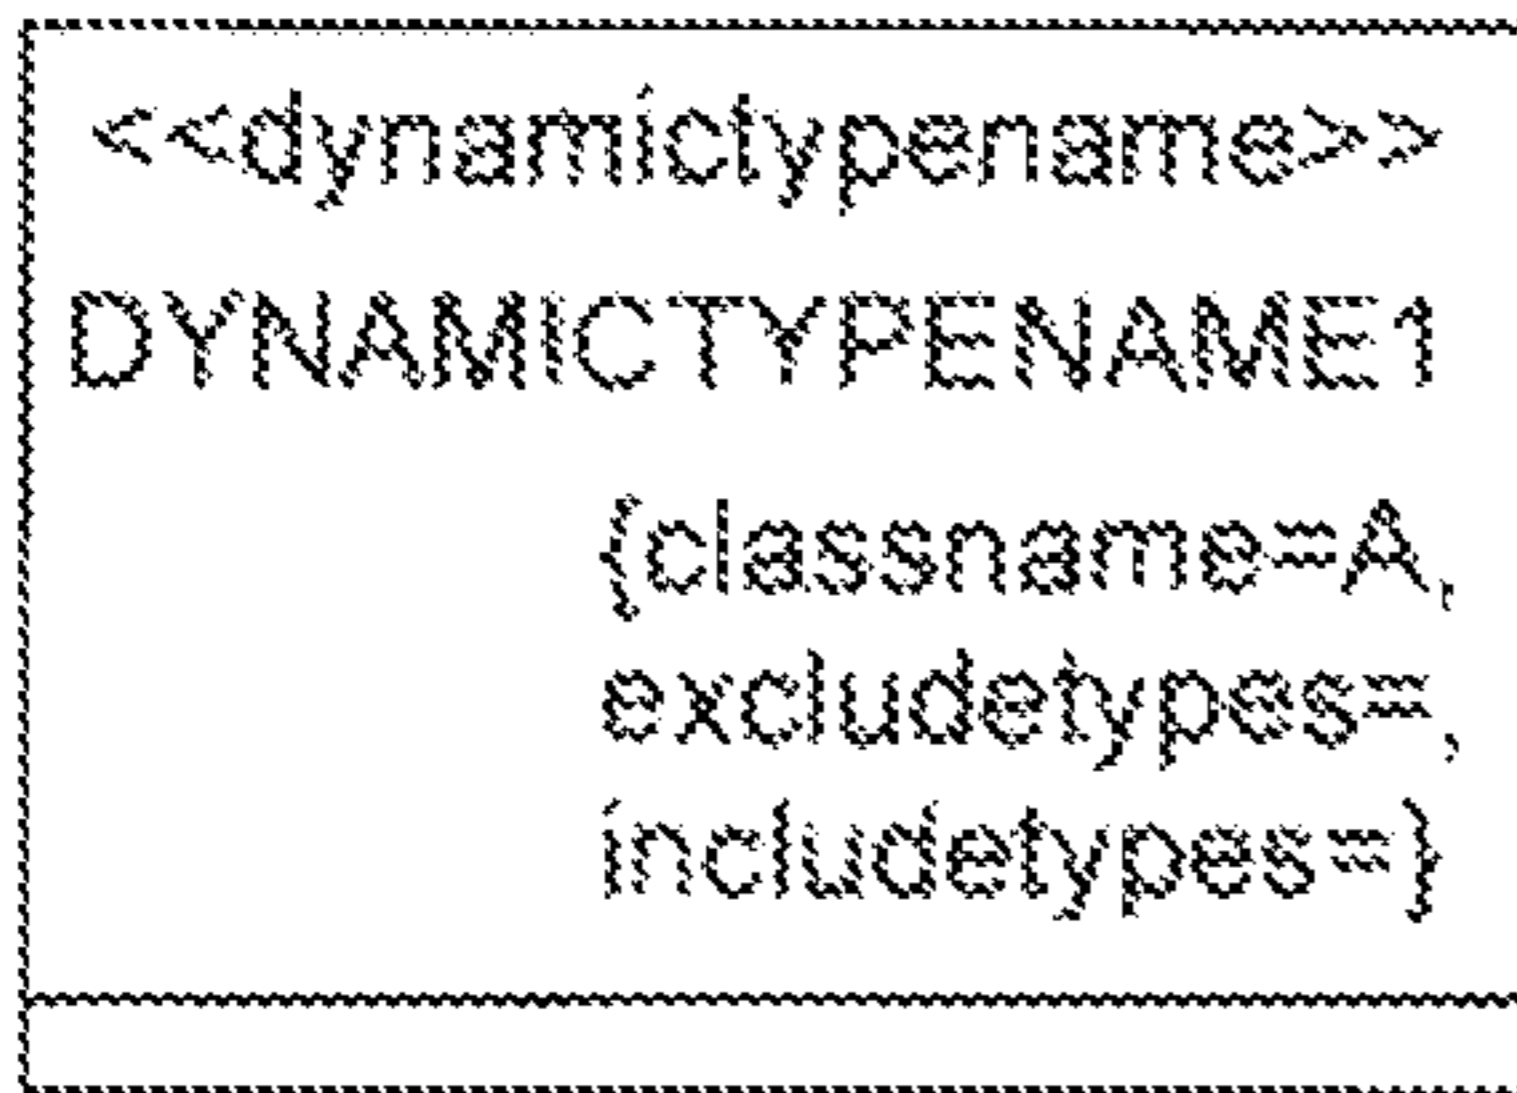 <<dynamictypename>>
DYNAMICTYPENAME1
{classname=A,
excludetypes=,
includetypes=}